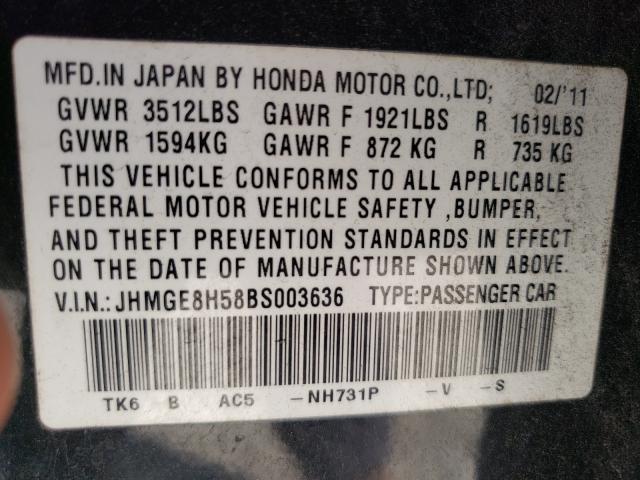 MFD.IN JAPAN BY HONDA MOTOR CO.,LTD; 02/'11
GVWR 3512LBS GAWR F 1921LBS R 1619LBS
GVWR 1594KG GAWR F 872 KG R 735 KG
THIS VEHICLE CONFORMS TO ALL APPLICABLE
FEDERAL MOTOR VEHICLE SAFETY ,BUMPER,
AND THEFT PREVENTION STANDARDS IN EFFECT
ON THE DATE OF MANUFACTURE SHOWN ABOVE.
V.I.N.: JHMGE8H58BS003636 TYPE:PASSENGER CAR
TK6 B AC5 -NH731P -V -S